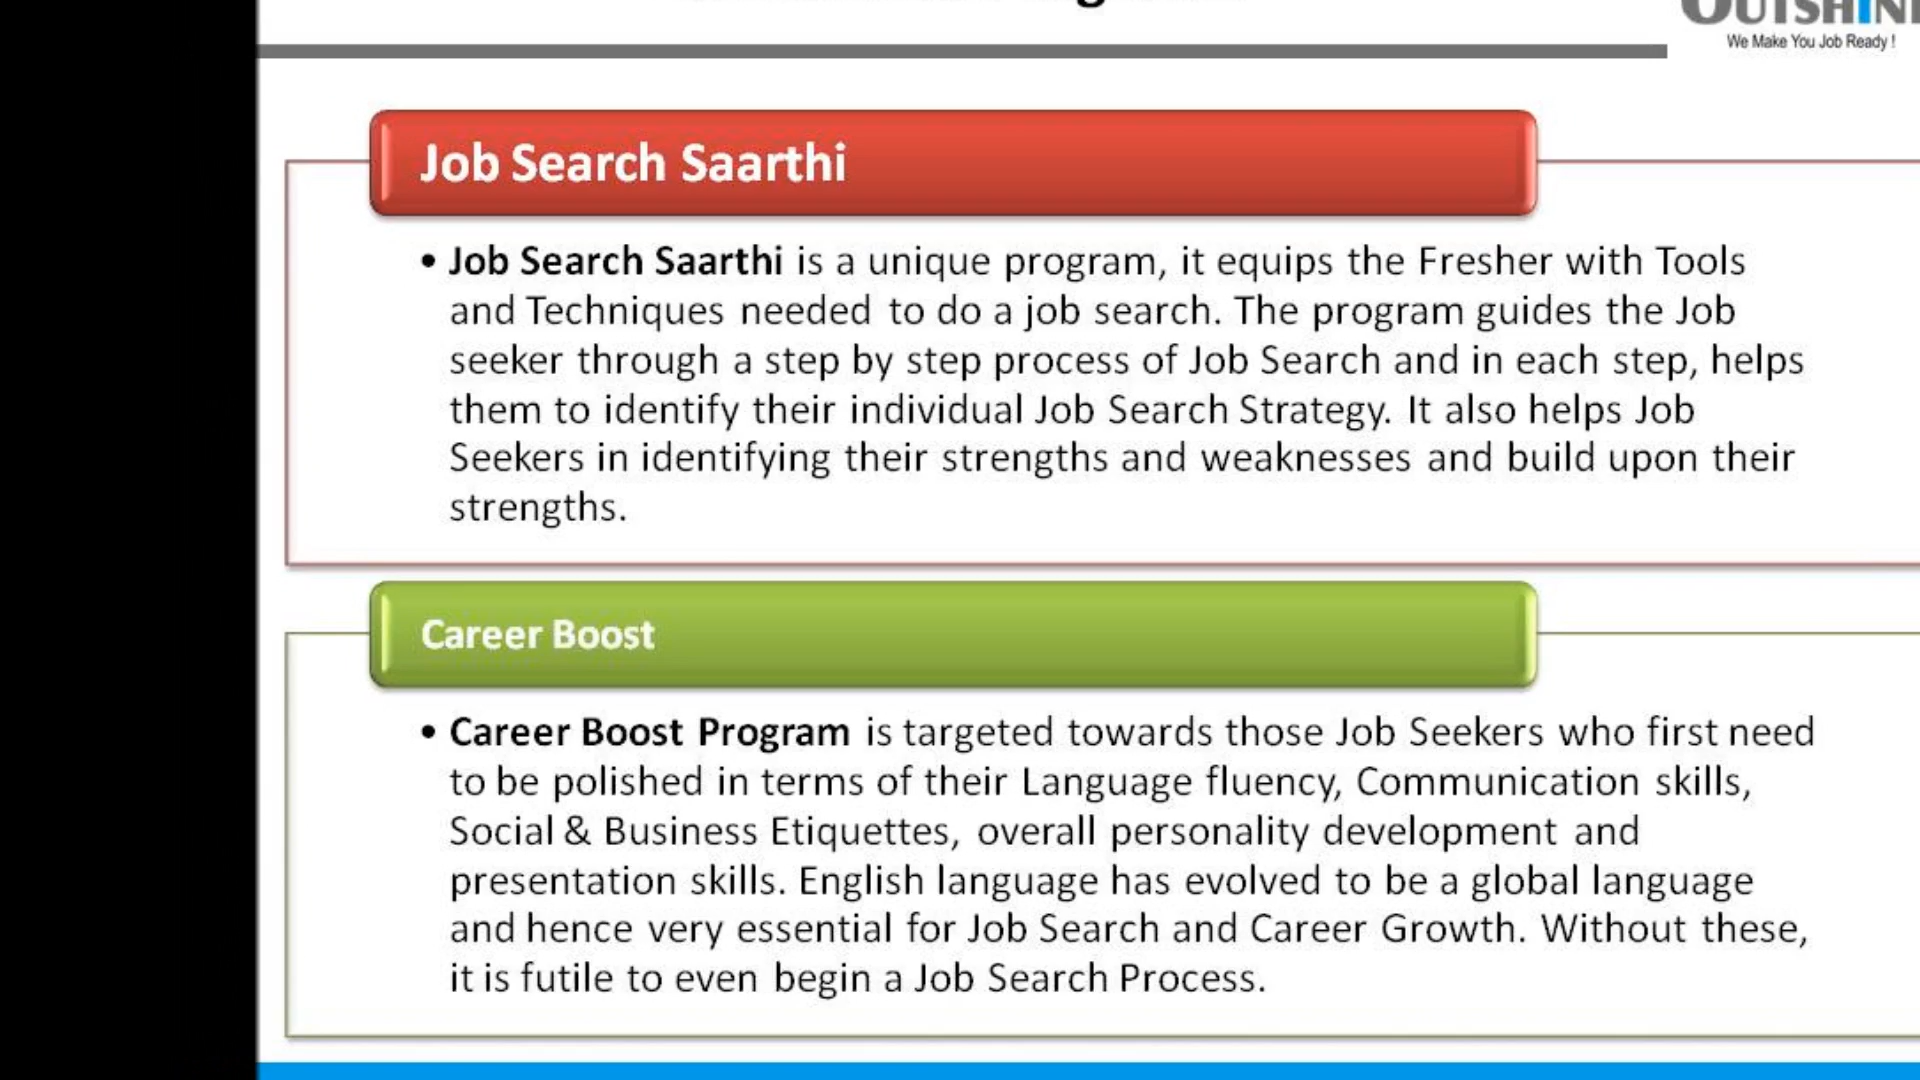 We Make You Job Ready !
Job Search Saarthi
• Job Search Saarthi is a unique program, it equips the Fresher with Tools
and Techniques needed to do a job search. The program guides the Job
seeker through a step by step process of Job Search and in each step, helps
them to identify their individual Job Search Strategy. It also helps Job
Seekers in identifying their strengths and weaknesses and build upon their
strengths.
Career Boost
• Career Boost Program is targeted towards those Job Seekers who first need
to be polished in terms of their Language fluency, Communication skills,
Social & Business Etiquettes, overall personality development and
presentation skills. English language has evolved to be a global language
and hence very essential for Job Search and Career Growth. Without these,
it is futile to even begin a Job Search Process.